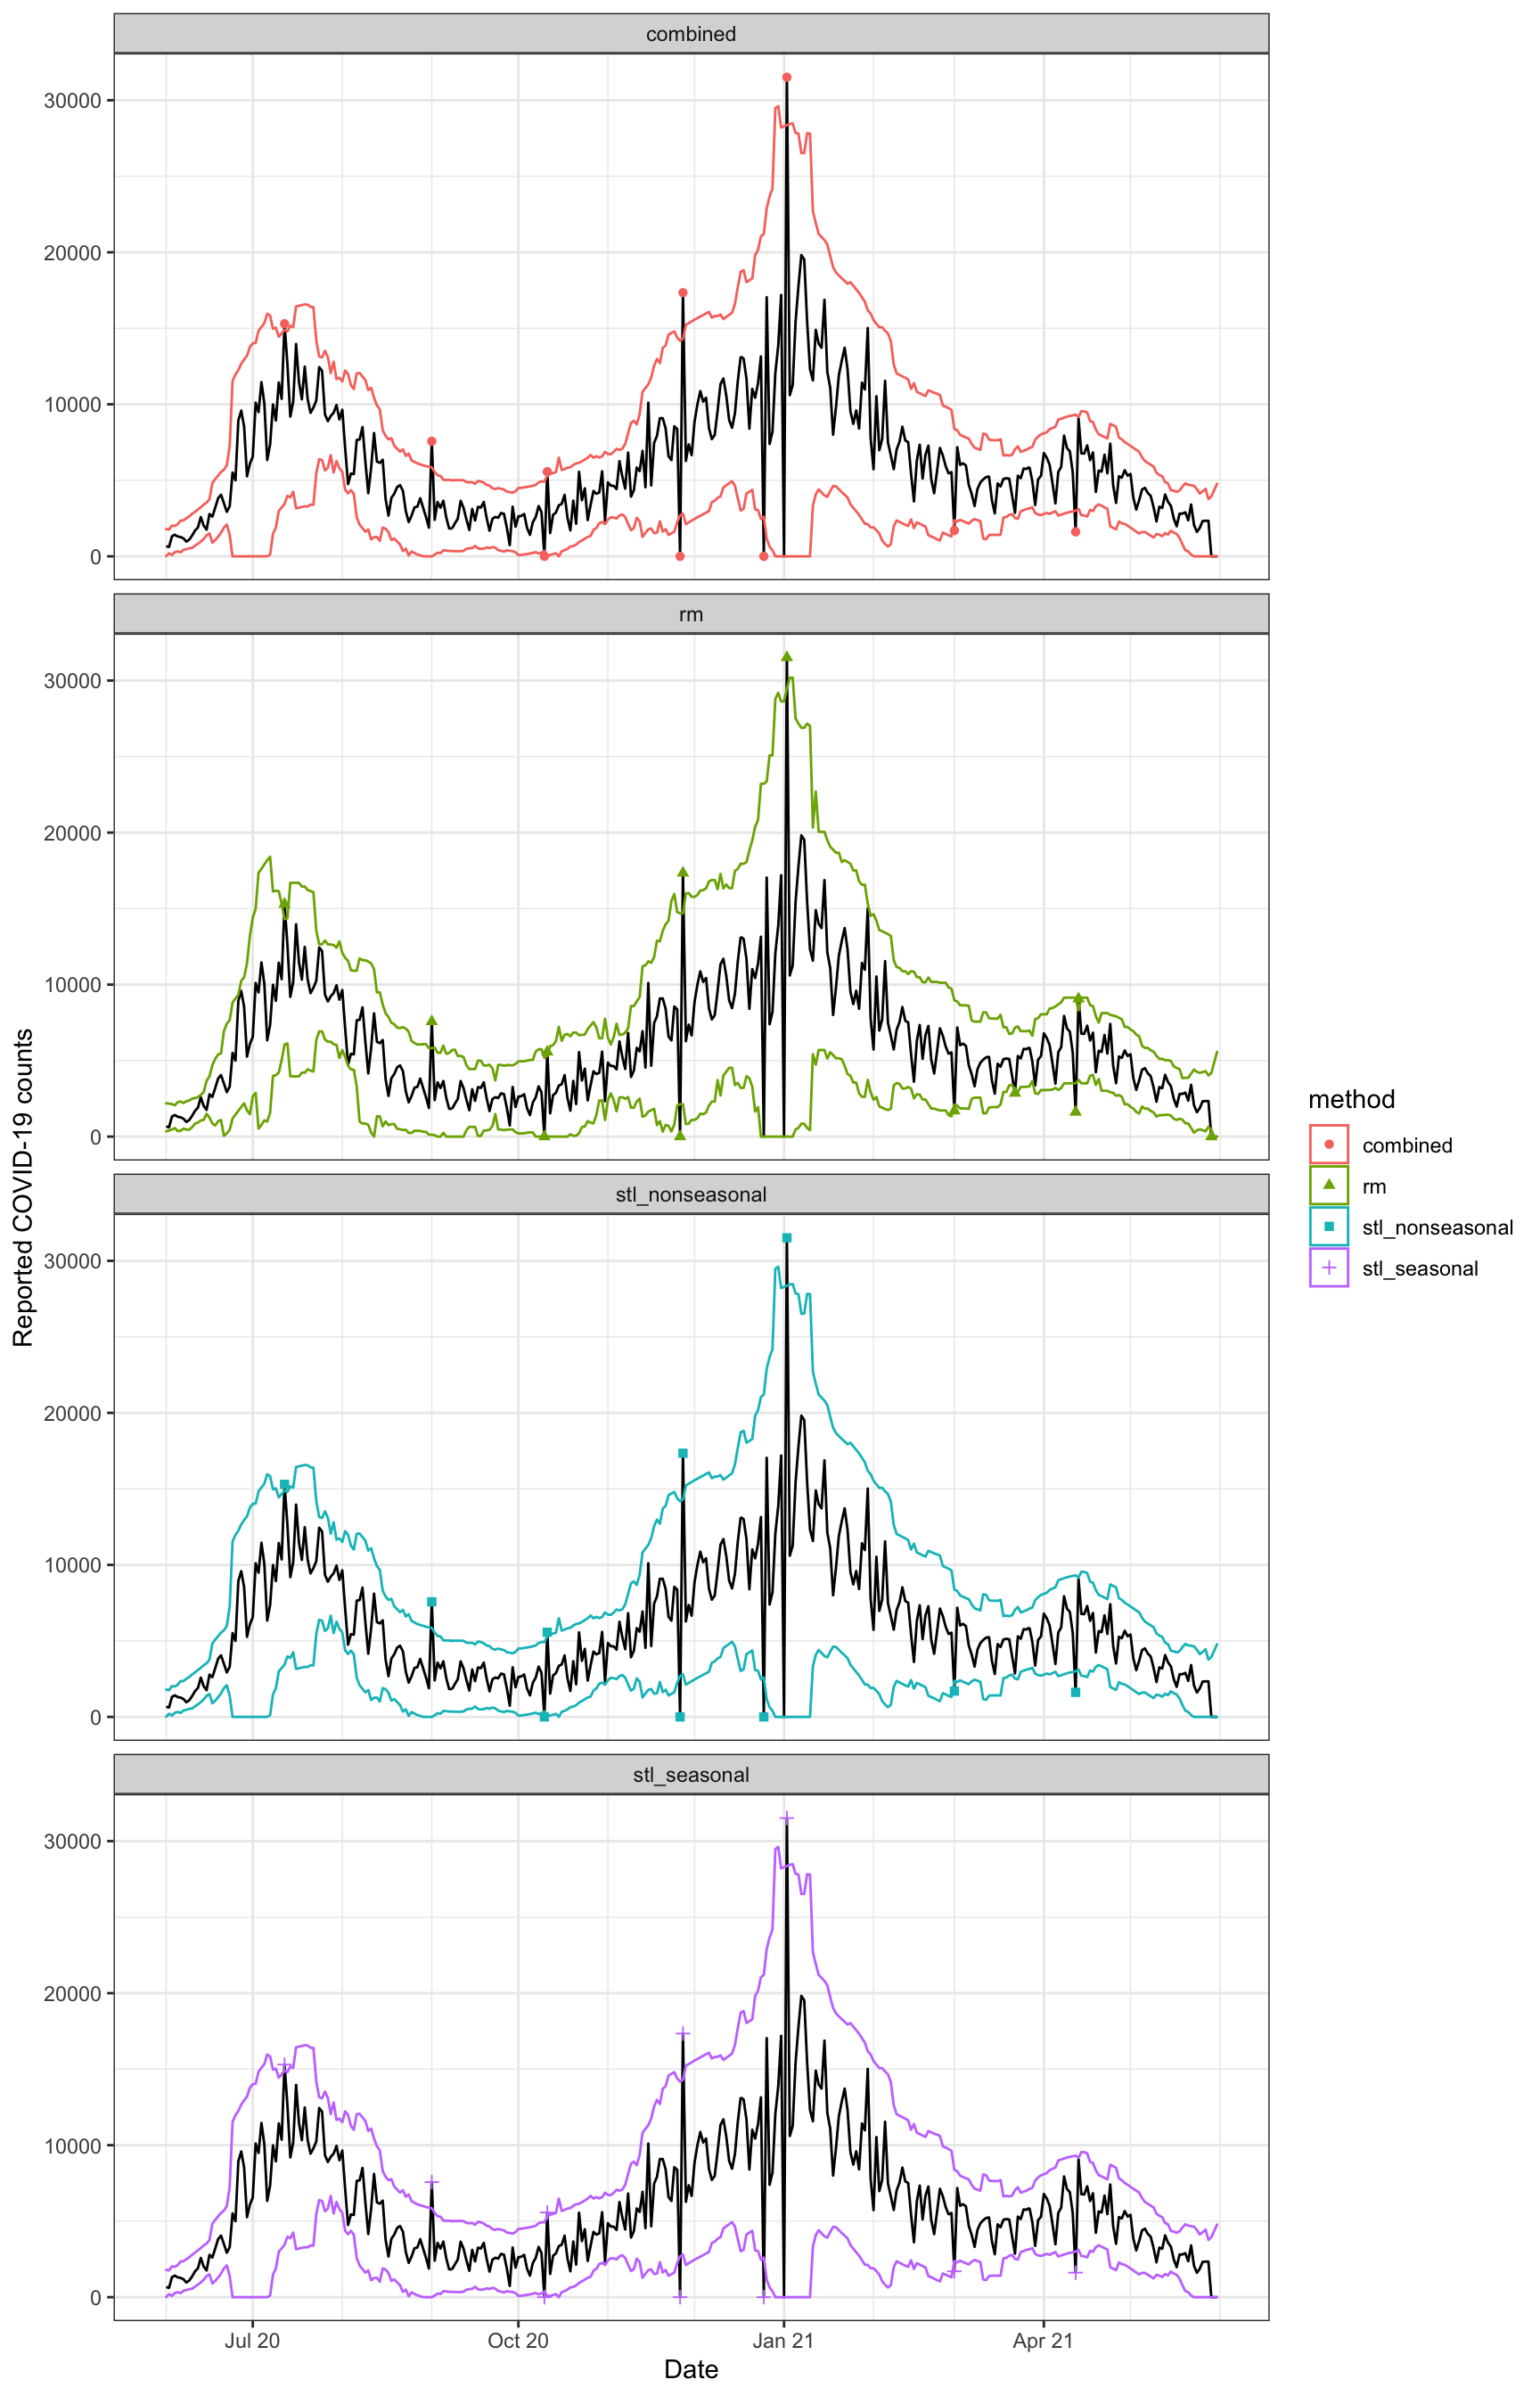 combined
30000
20000
10000
0
rm
30000
20000
10000
0
stl_nonseasonal
30000
20000
10000
0
stl_seasonal
30000
20000
10000
0
Jul 20
Oct 20
Jan 21
Apr 21
Date
Reported COVID-19 counts
method
combined
rm
stl_nonseasonal
stl_seasonal